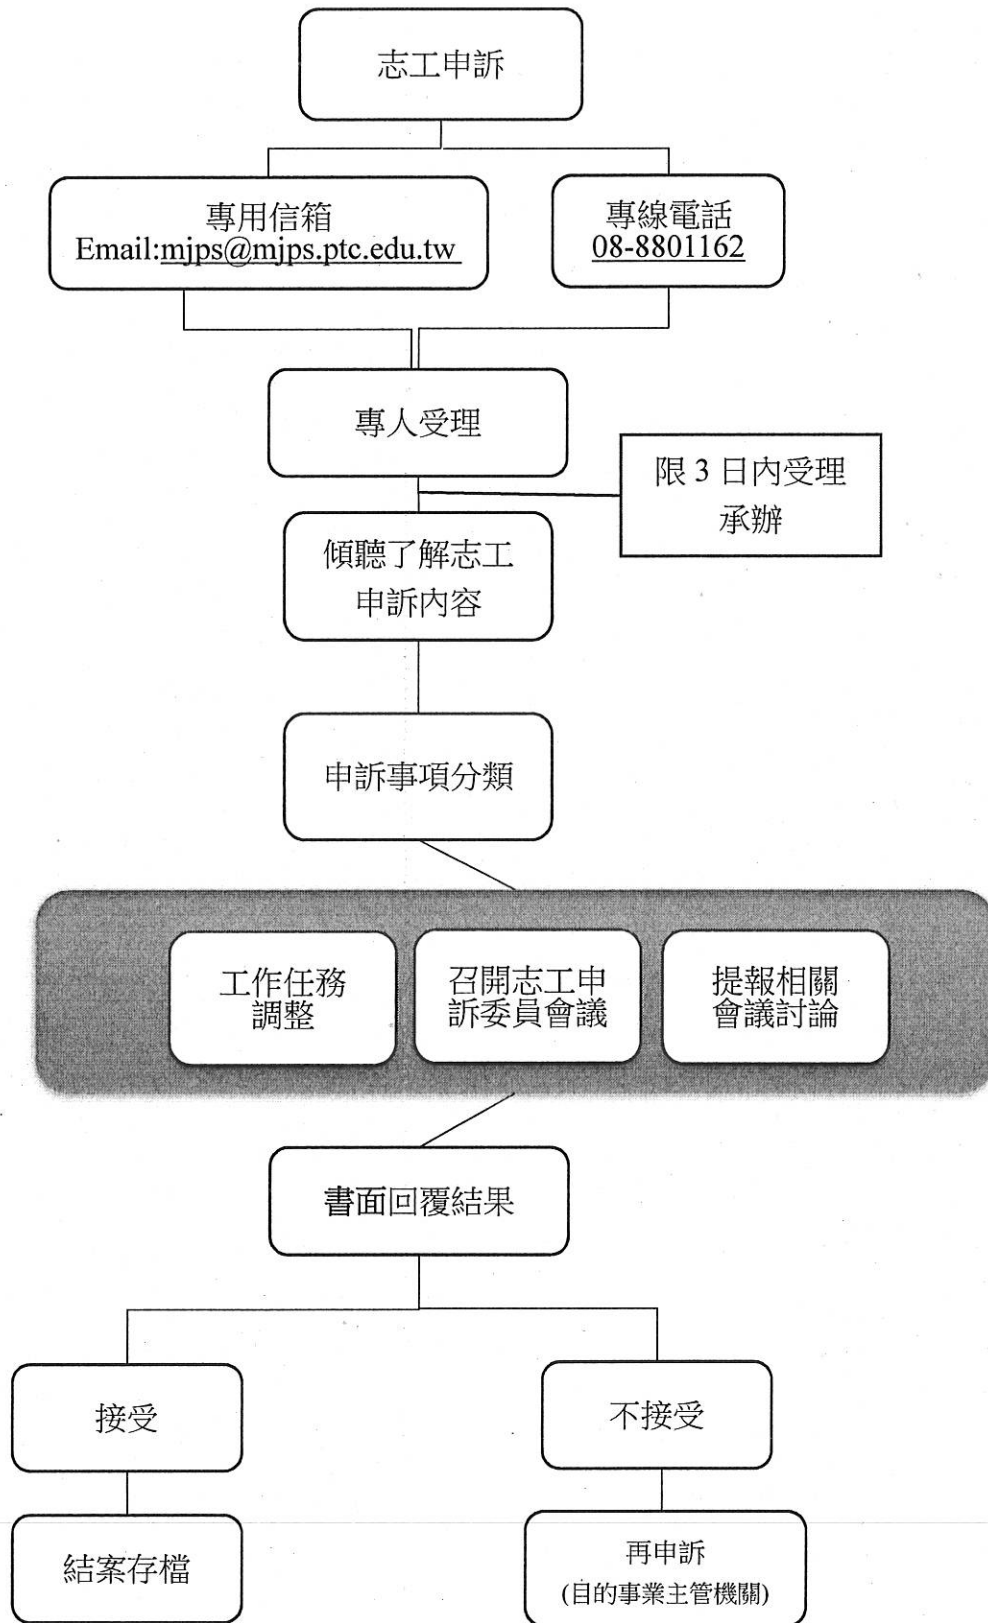 志工申訴
專用信箱
Email:mjps@mjps.ptc.edu.tw
專線電話
08-8801162
專人受理
限 3 日內受理
承辦
傾聽了解志工
申訴內容
申訴事項分類
工作任務
調整
召開志工申
訴委員會議
提報相關
會議討論
書面回覆結果
接受
不接受
結案存檔
再申訴
(目的事業主管機關)